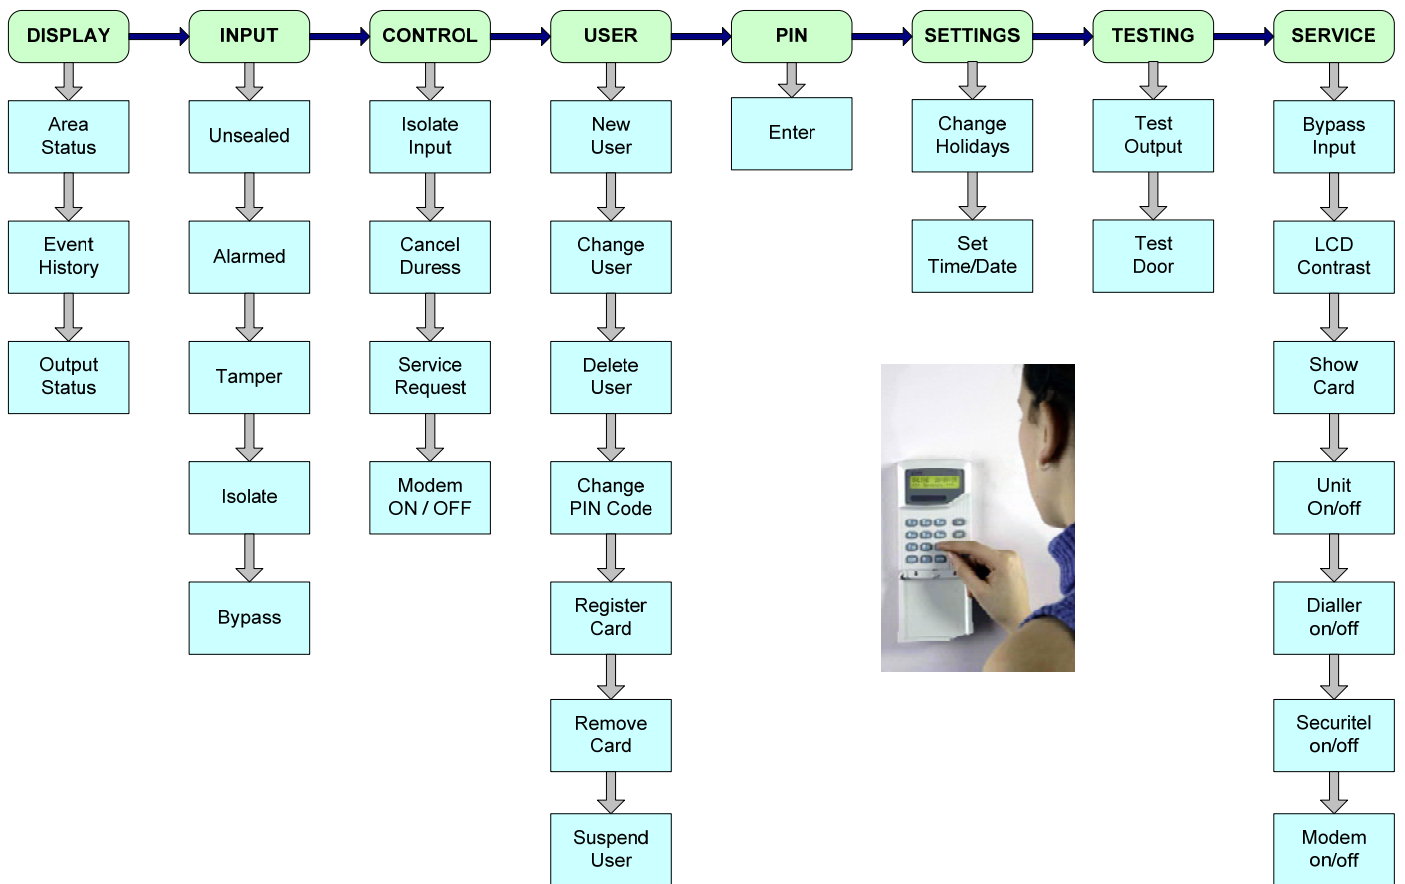 DISPLAY
INPUT
CONTROL
USER
PIN
SETTINGS
TESTING
SERVICE
Area
Status
Event
History
Output
Status
Unsealed
Alarmed
Tamper
Isolate
Bypass
Isolate
Input
Cancel
Duress
Service
Request
Modem
ON / OFF
New
User
Change
User
Delete
User
Change
PIN Code
Register
Card
Remove
Card
Suspend
User
Enter
Change
Holidays
Set
Time/Date
Test
Output
Test
Door
Bypass
Input
LCD
Contrast
Show
Card
Unit
On/off
Dialler
on/off
Securitel
on/off
Modem
on/off